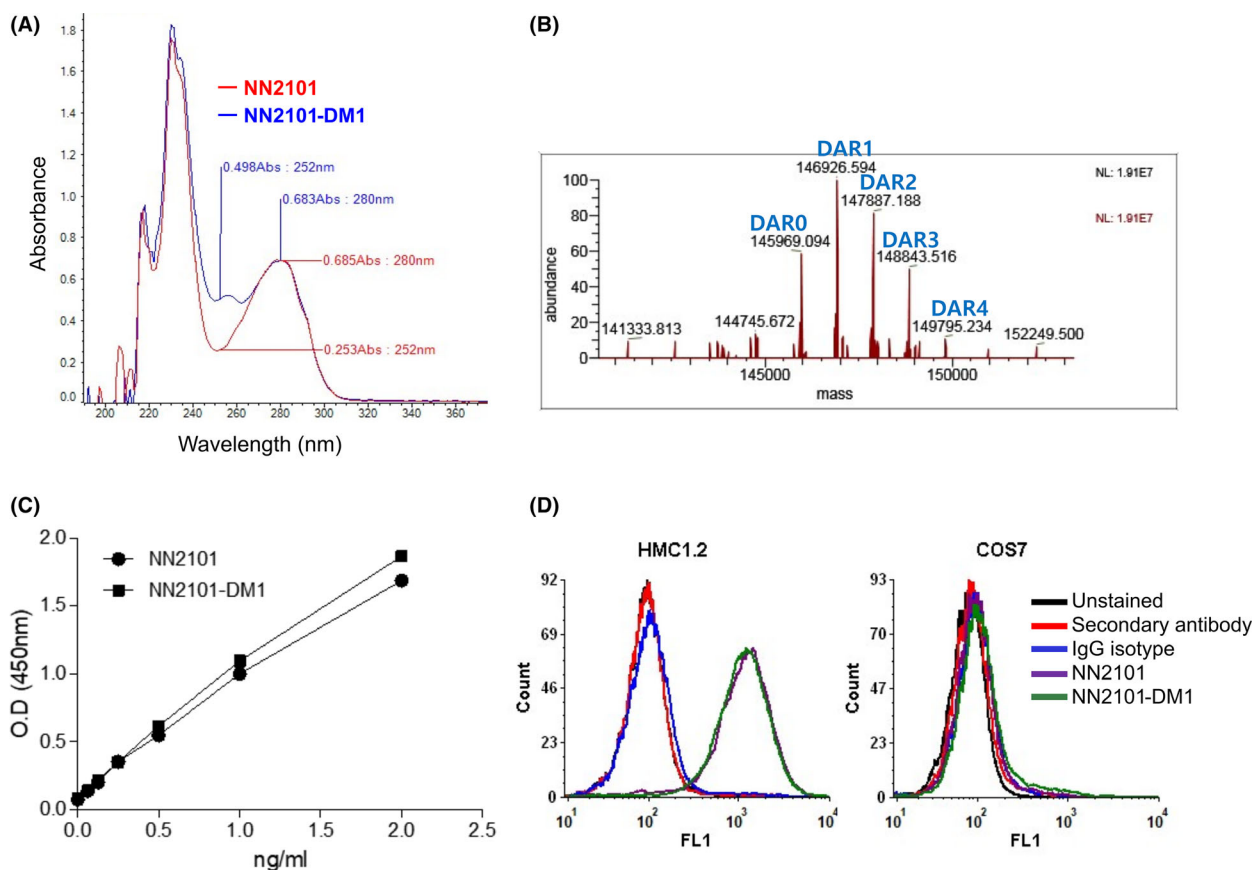 (A)
1.8
1.6
1.4
1.2
1.0
0.8
0.6
0.4
0.2
0.0
Absorbance
NN2101
NN2101-DM1
0.498Abs : 252nm
0.683Abs : 280nm
0.685Abs : 280nm
0.253Abs : 252nm
200 220 240 260 280 300 320 340 360
Wavelength (nm)
(B)
DAR1
146926.594
NL: 1.91E7
DAR2
147887.188
NL: 1.91E7
DAR0
145969.094
DAR3
148843.516
DAR4
149795.234
141333.813
144745.672
152249.500
100
80
60
40
20
0
abundance
145000 150000
mass
(C)
2.0
1.5
1.0
0.5
0.0
O.D (450nm)
NN2101
NN2101-DM1
0.0 0.5 1.0 1.5 2.0 2.5
ng/ml
(D)
HMC1.2
92
69
46
23
0
Count
10¹ 10² 10³ 10⁴
FL1
COS7
93
70
47
23
0
Count
10¹ 10² 10³ 10⁴
FL1
Unstained
Secondary antibody
IgG isotype
NN2101
NN2101-DM1